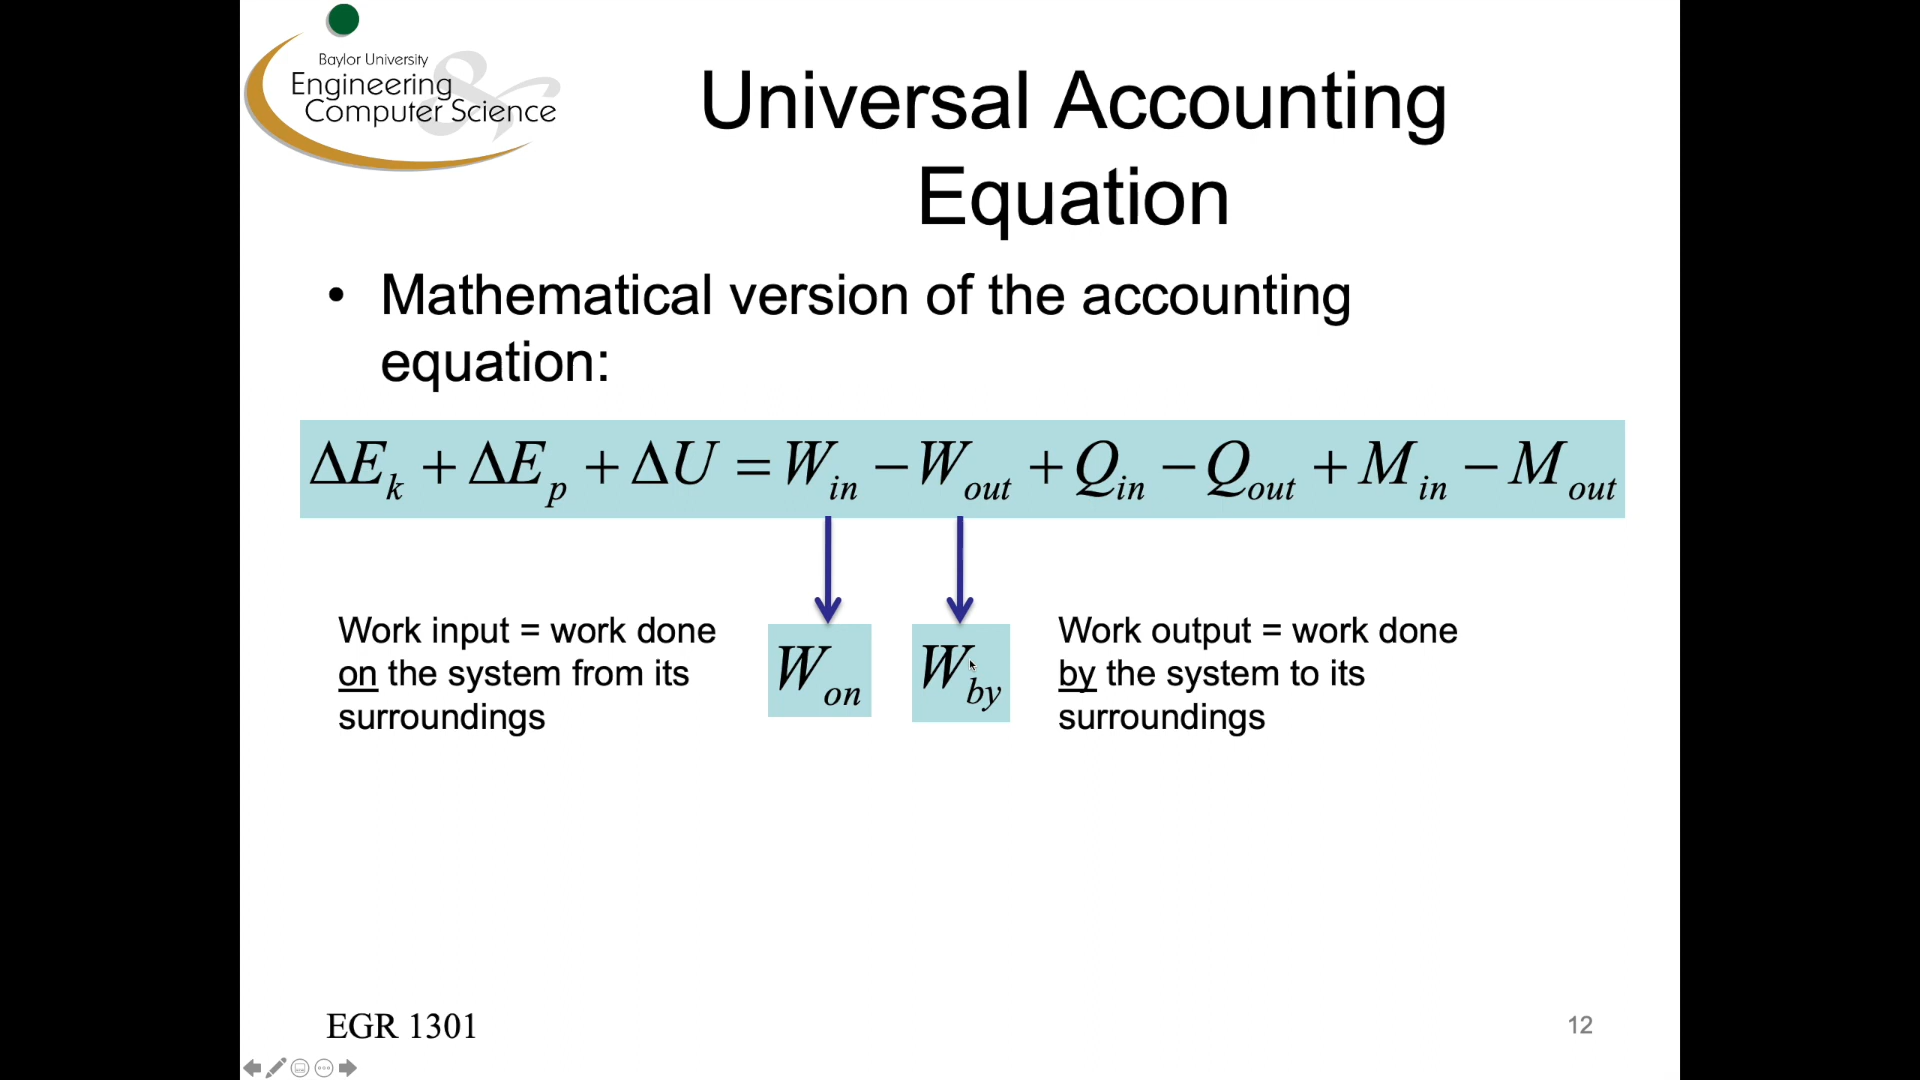 Baylor University
Engineering
&
Computer Science
Universal Accounting
Equation
• Mathematical version of the accounting
equation:
ΔE_k + ΔE_p + ΔU = W_in − W_out + Q_in − Q_out + M_in − M_out
Work input = work done
on the system from its
surroundings
W_on
W_by
Work output = work done
by the system to its
surroundings
EGR 1301
12